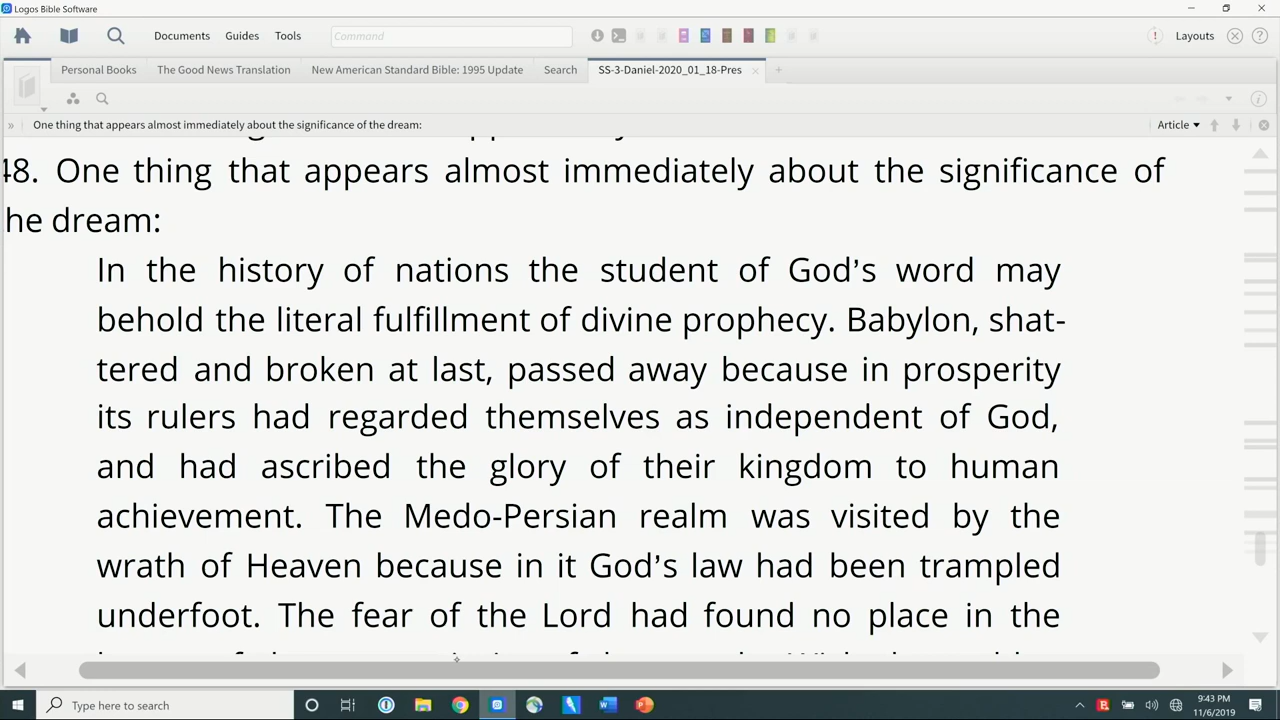 Logos Bible Software
Documents Guides Tools Command Layouts
Personal Books The Good News Translation New American Standard Bible: 1995 Update Search SS-3-Daniel-2020_01_18-Pres
» One thing that appears almost immediately about the significance of the dream: Article
48. One thing that appears almost immediately about the significance of
he dream:
In the history of nations the student of God's word may
behold the literal fulfillment of divine prophecy. Babylon, shat-
tered and broken at last, passed away because in prosperity
its rulers had regarded themselves as independent of God,
and had ascribed the glory of their kingdom to human
achievement. The Medo-Persian realm was visited by the
wrath of Heaven because in it God's law had been trampled
underfoot. The fear of the Lord had found no place in the
Type here to search
9:43 PM
11/6/2019